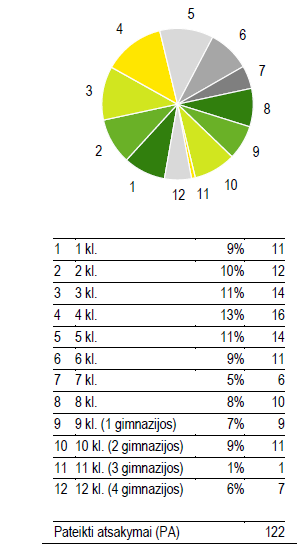 5
4
6
7
3
8
2
9
10
1
12
11
1 1 kl. 9% 11
2 2 kl. 10% 12
3 3 kl. 11% 14
4 4 kl. 13% 16
5 5 kl. 11% 14
6 6 kl. 9% 11
7 7 kl. 5% 6
8 8 kl. 8% 10
9 9 kl. (1 gimnazijos) 7% 9
10 10 kl. (2 gimnazijos) 9% 11
11 11 kl. (3 gimnazijos) 1% 1
12 12 kl. (4 gimnazijos) 6% 7
Pateikti atsakymai (PA) 122